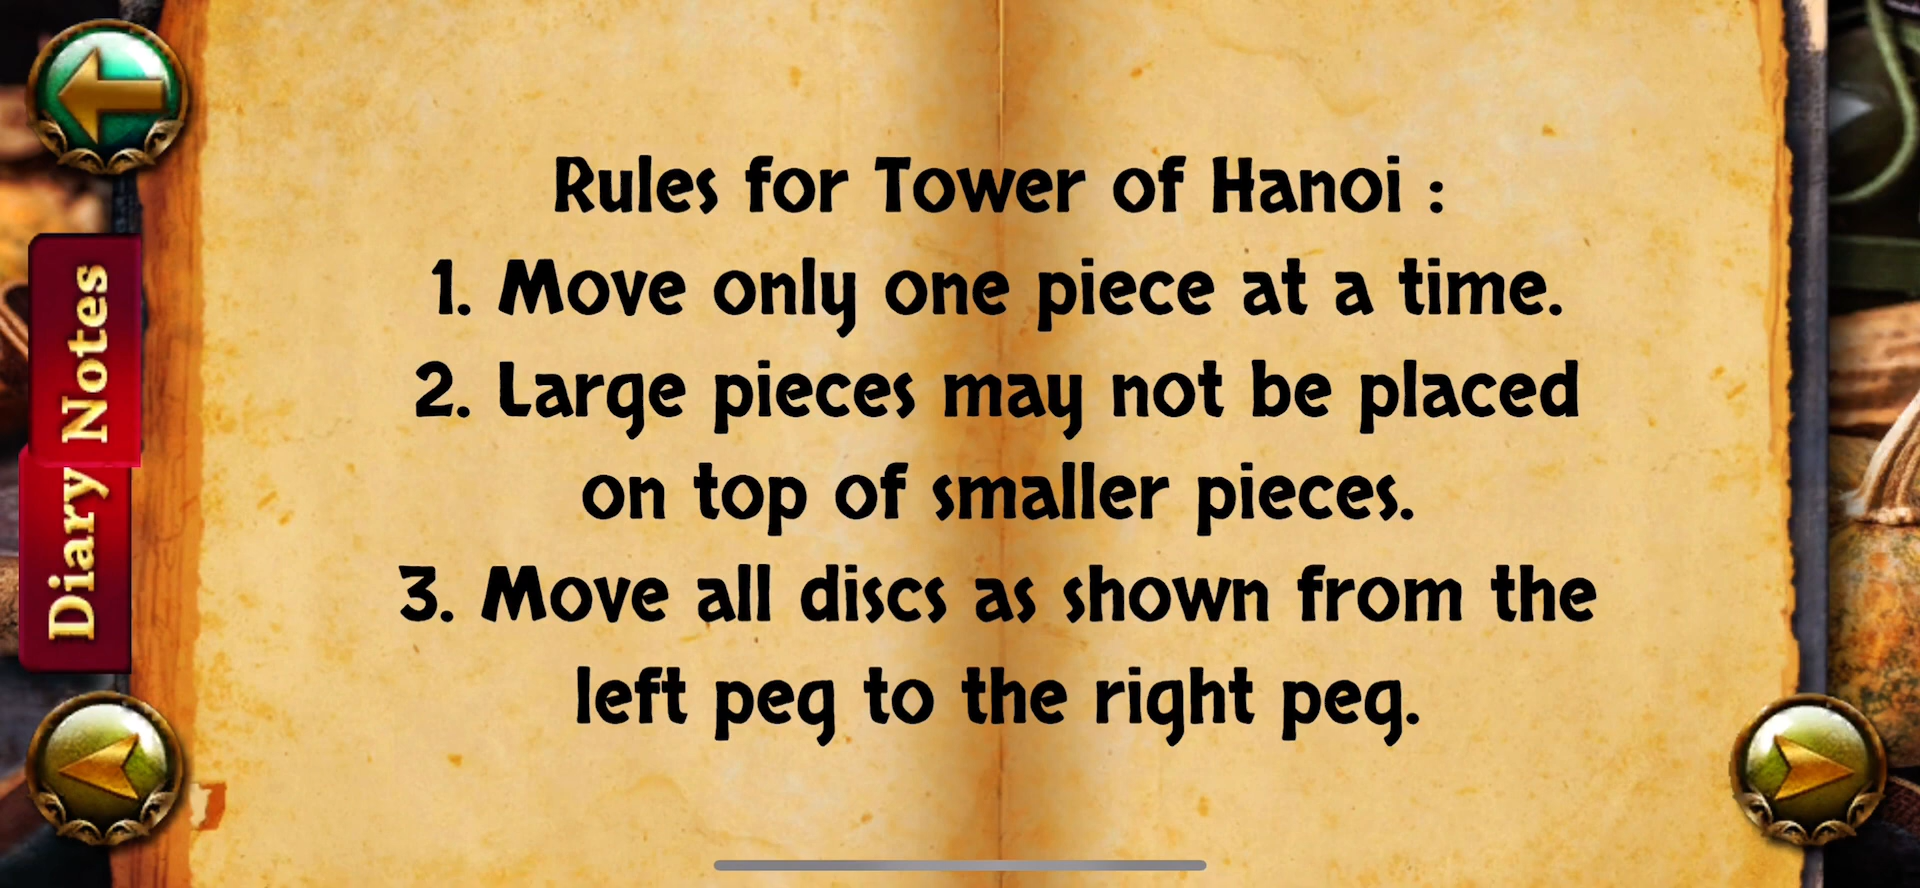 Rules for Tower of Hanoi :
1. Move only one piece at a time.
2. Large pieces may not be placed
on top of smaller pieces.
3. Move all discs as shown from the
left peg to the right peg.
Diary Notes